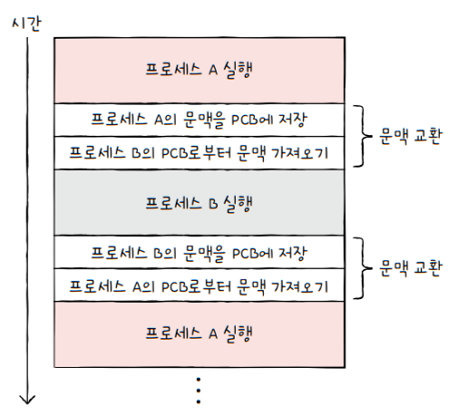 시간
프로세스 A 실행
프로세스 A의 문맥을 PCB에 저장
프로세스 B의 PCB로부터 문맥 가져오기
문맥 교환
프로세스 B 실행
프로세스 B의 문맥을 PCB에 저장
프로세스 A의 PCB로부터 문맥 가져오기
문맥 교환
프로세스 A 실행